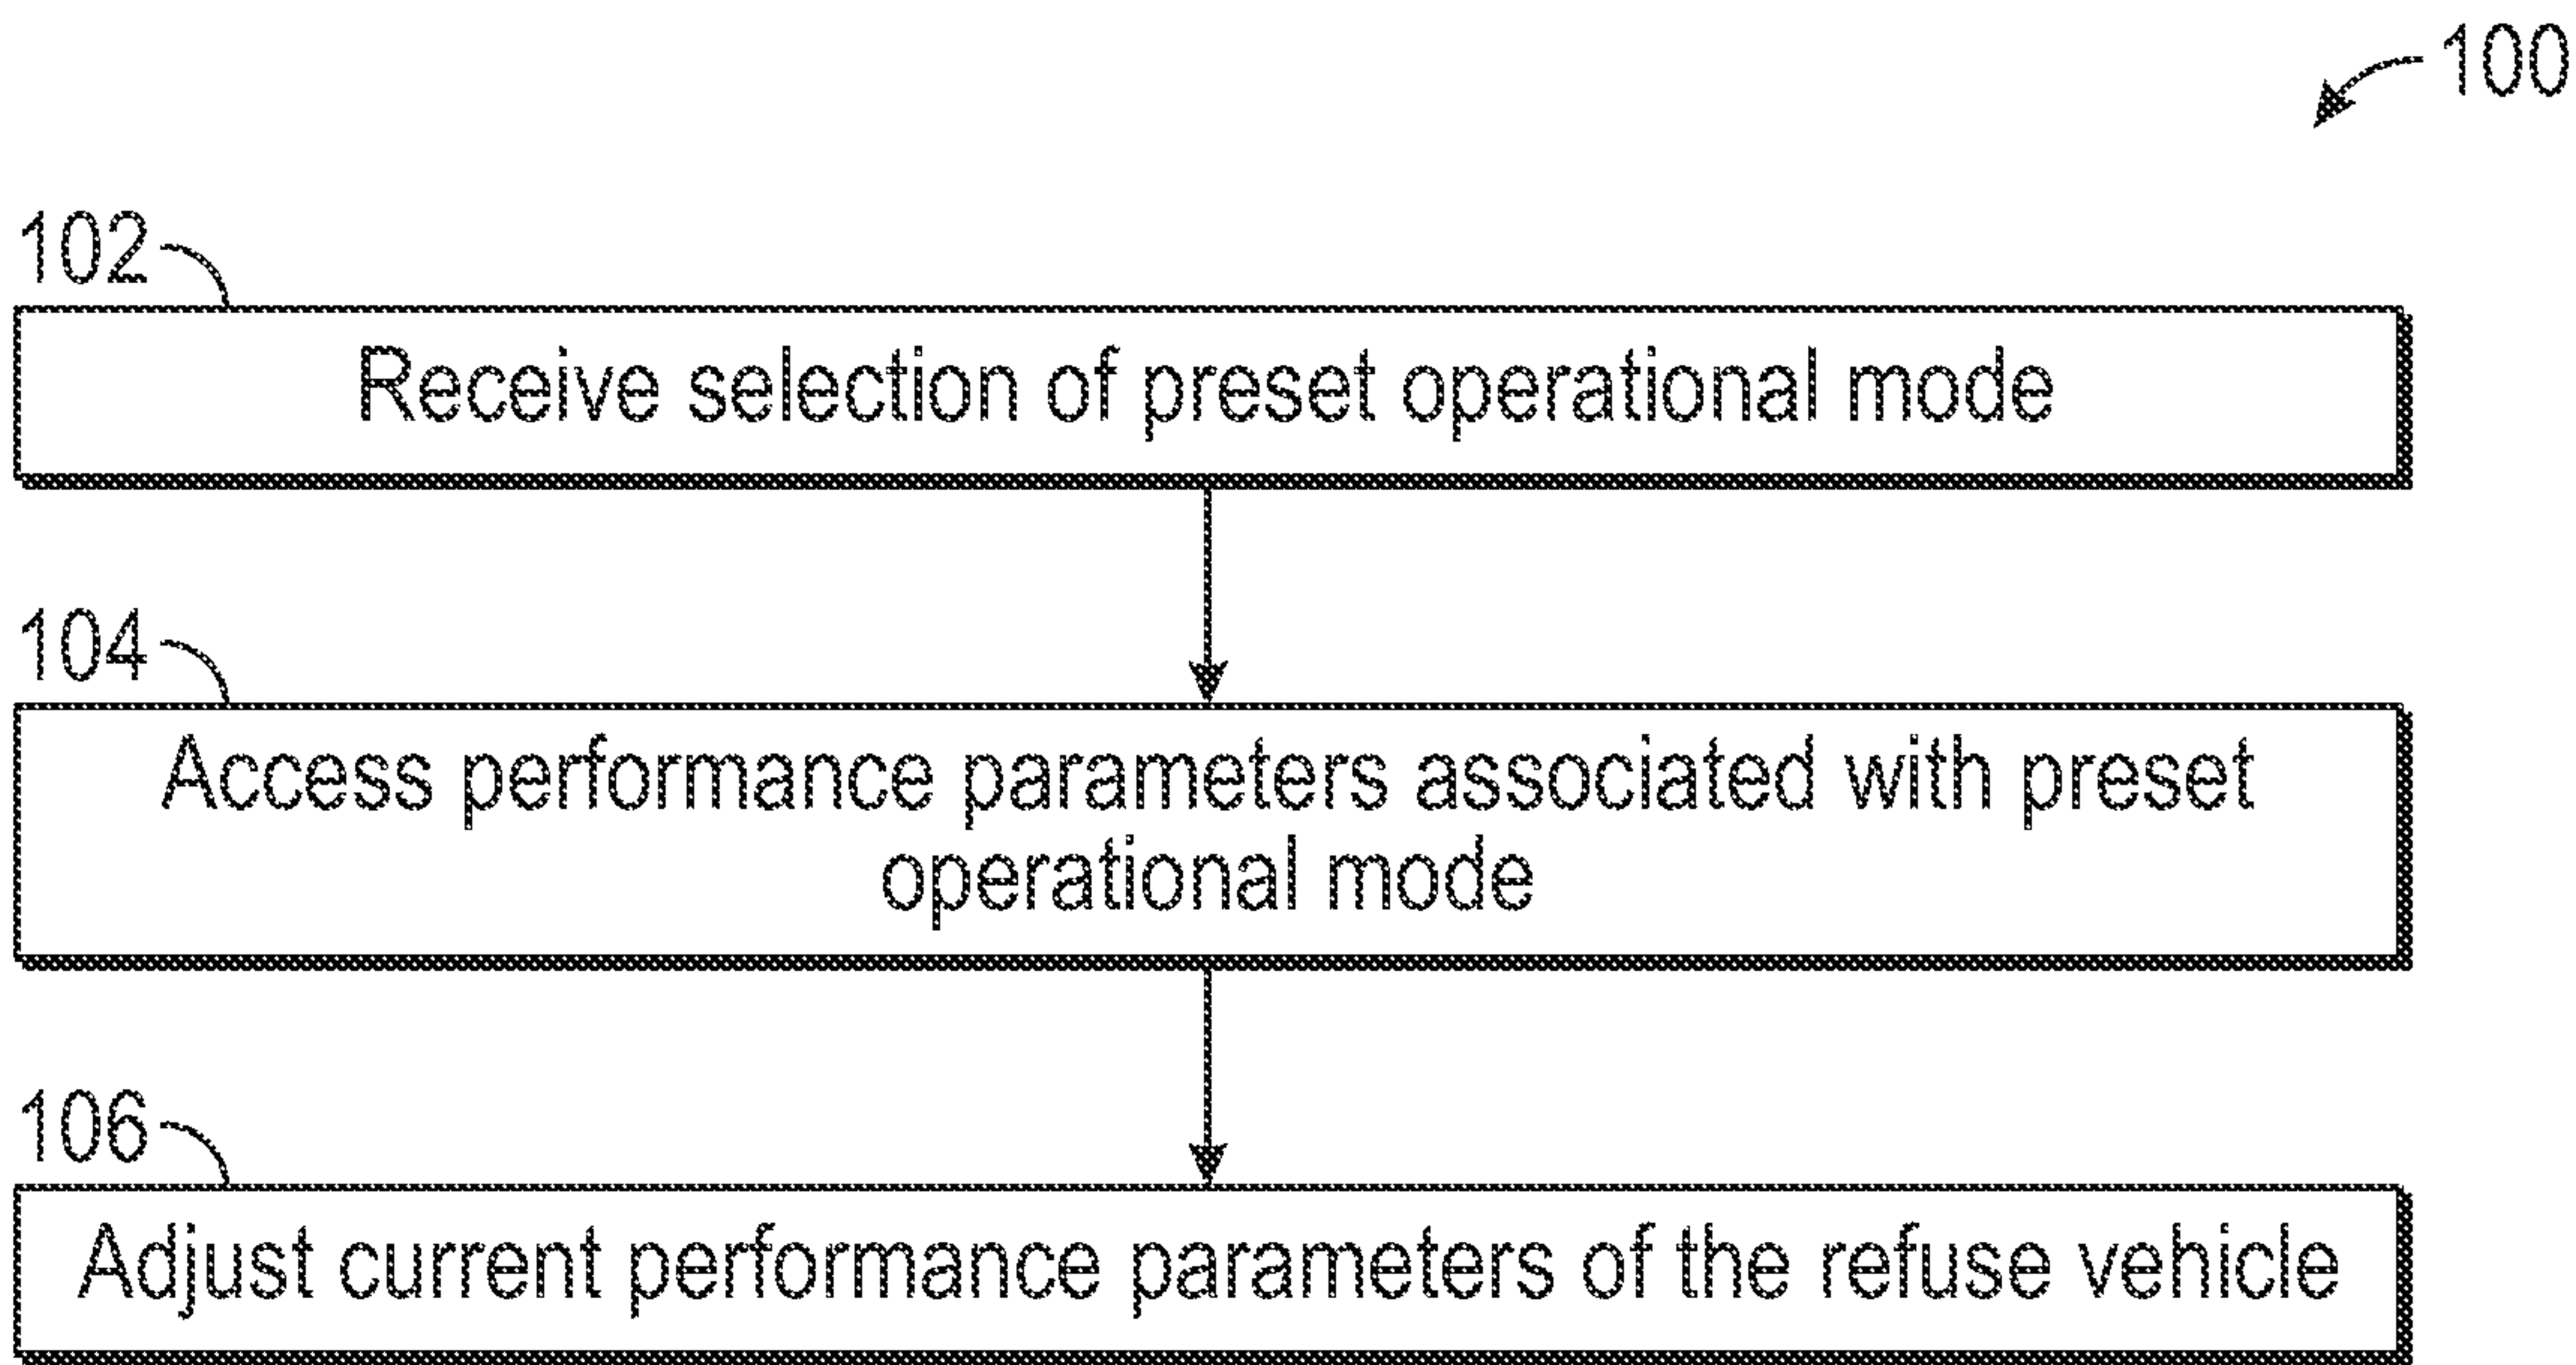 100
102
Receive selection of preset operational mode
104
Access performance parameters associated with preset
operational mode
106
Adjust current performance parameters of the refuse vehicle